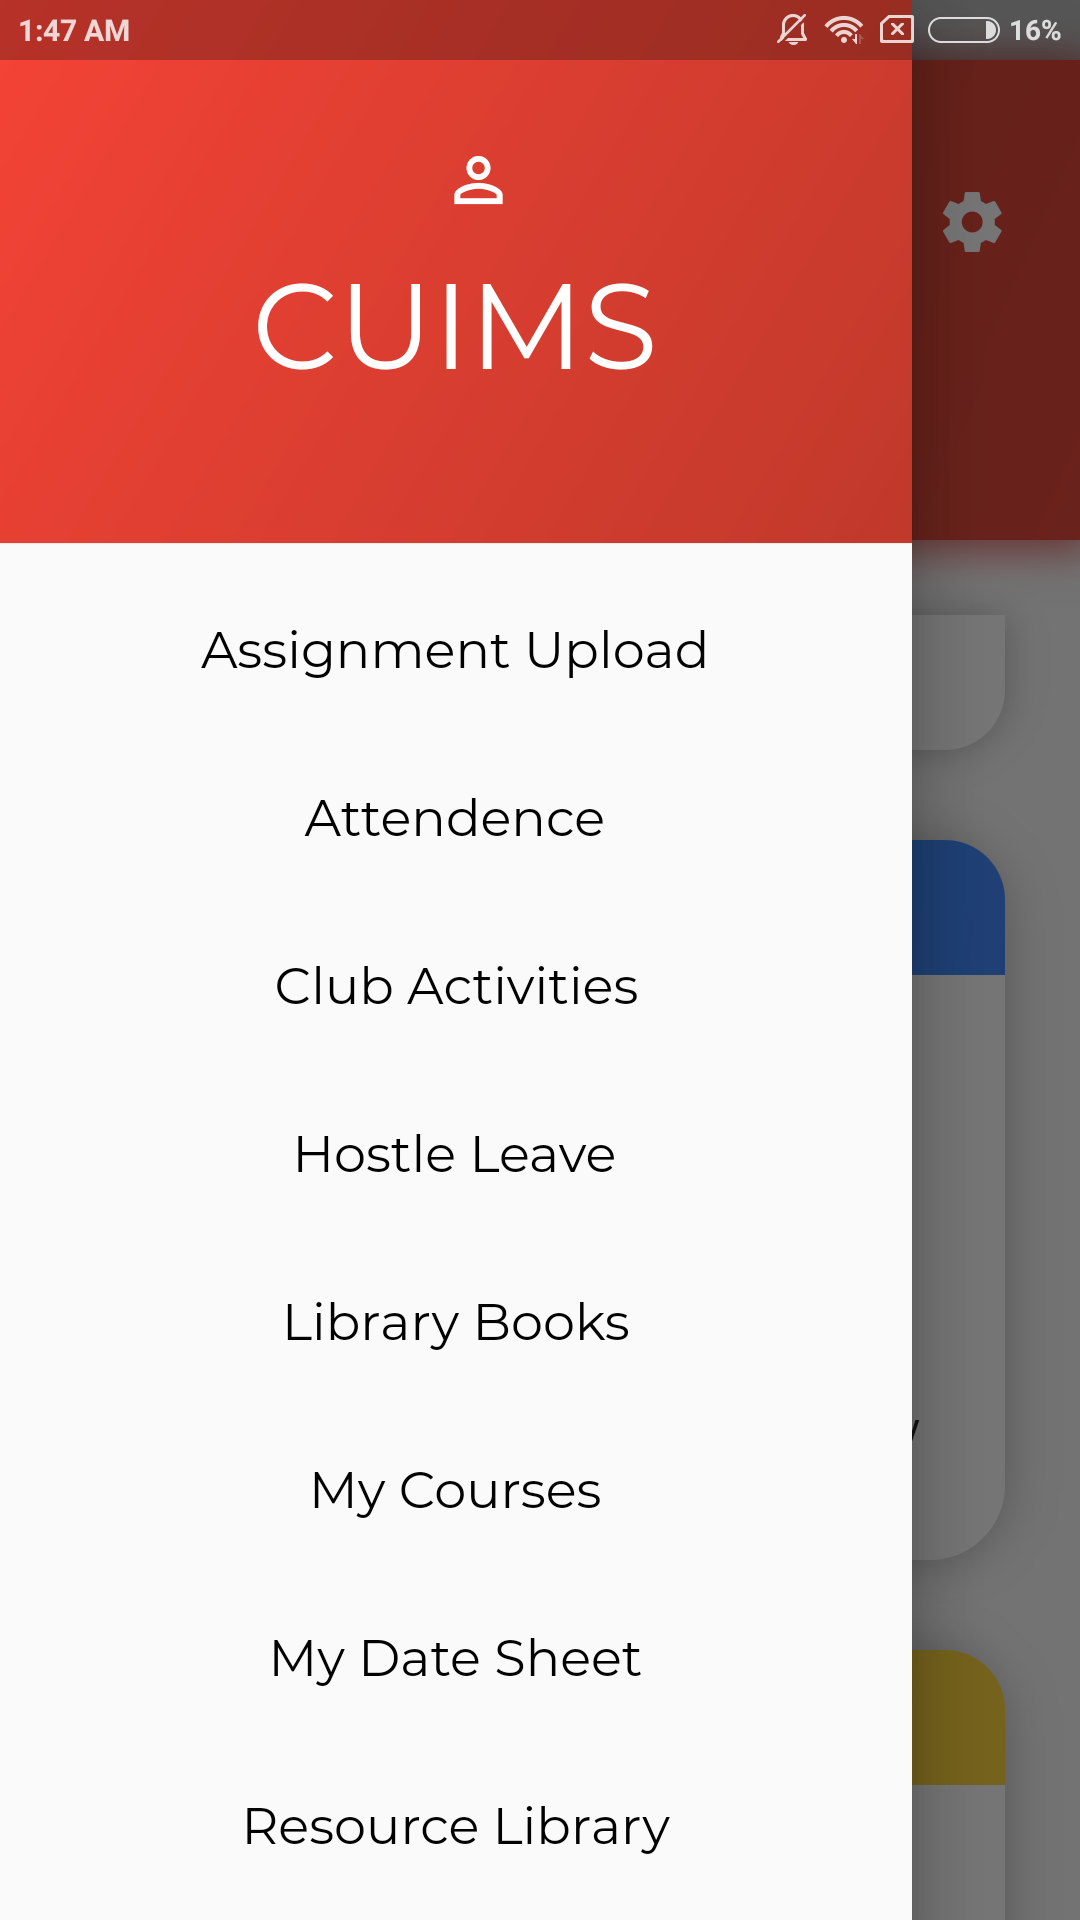 1:47 AM 16%
CUIMS
Assignment Upload
Attendence
Club Activities
Hostle Leave
Library Books
My Courses
My Date Sheet
Resource Library